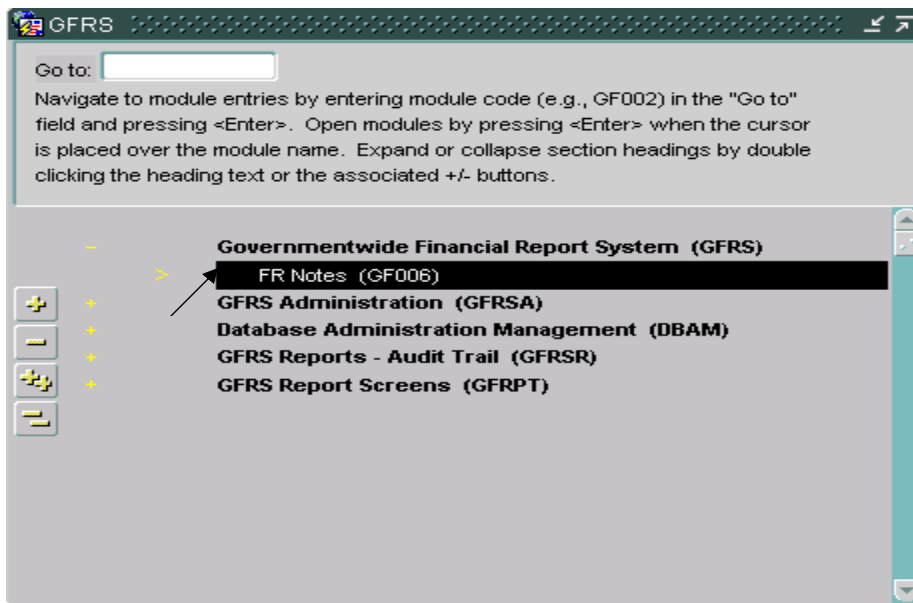 GFRS
Go to:
Navigate to module entries by entering module code (e.g., GF002) in the "Go to"
field and pressing <Enter>. Open modules by pressing <Enter> when the cursor
is placed over the module name. Expand or collapse section headings by double
clicking the heading text or the associated +/- buttons.
- Governmentwide Financial Report System (GFRS)
> FR Notes (GF006)
+ GFRS Administration (GFRSA)
+ Database Administration Management (DBAM)
+ GFRS Reports - Audit Trail (GFRSR)
+ GFRS Report Screens (GFRPT)